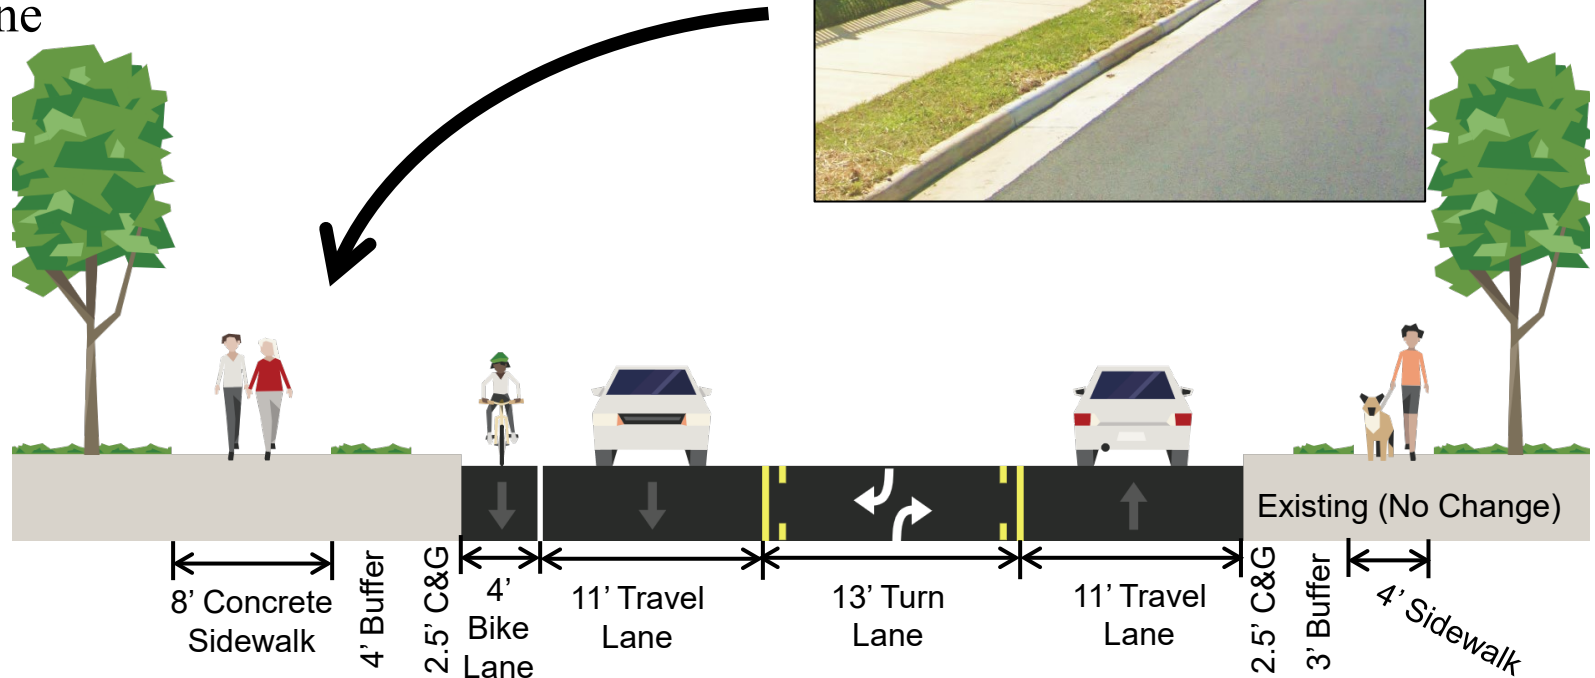 Existing (No Change)
8’ Concrete
Sidewalk
4’ Buffer
2.5’ C&G
4’
Bike
Lane
11’ Travel
Lane
13’ Turn
Lane
11’ Travel
Lane
2.5’ C&G
3’ Buffer
4’ Sidewalk